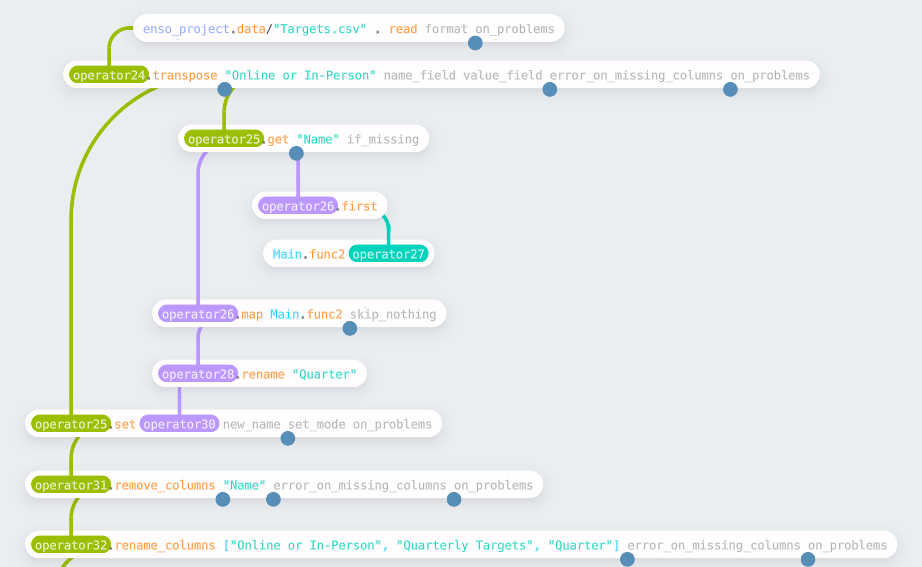 enso_project.data/"Targets.csv" . read format on_problems
operator24.transpose "Online or In-Person" name_field value_field error_on_missing_columns on_problems
operator25.get "Name" if_missing
operator26.first
Main.func2 operator27
operator26.map Main.func2 skip_nothing
operator28.rename "Quarter"
operator25.set operator30 new_name set_mode on_problems
operator31.remove_columns "Name" error_on_missing_columns on_problems
operator32.rename_columns ["Online or In-Person", "Quarterly Targets", "Quarter"] error_on_missing_columns on_problems